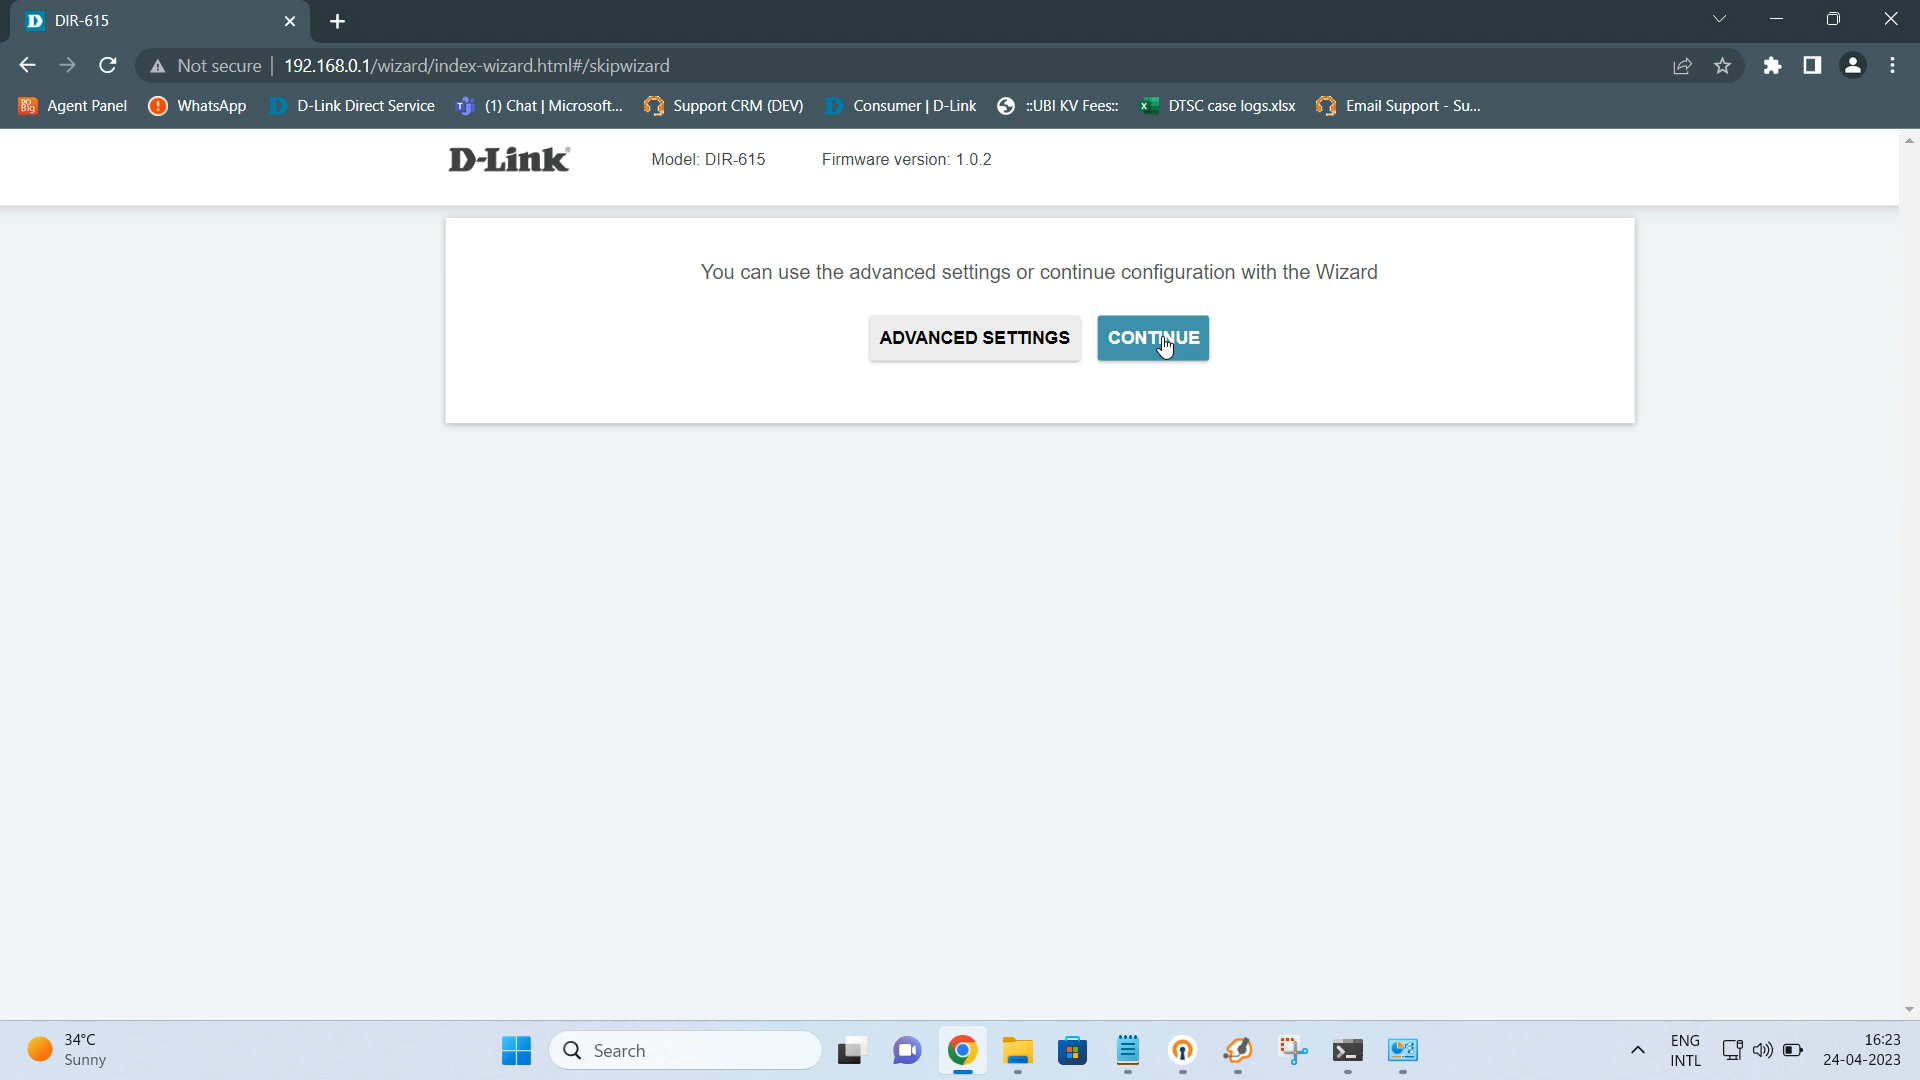 DIR-615
Not secure | 192.168.0.1/wizard/index-wizard.html#/skipwizard
Agent Panel WhatsApp D-Link Direct Service (1) Chat | Microsoft... Support CRM (DEV) Consumer | D-Link ::UBI KV Fees:: DTSC case logs.xlsx Email Support - Su...
D-Link® Model: DIR-615 Firmware version: 1.0.2
You can use the advanced settings or continue configuration with the Wizard
ADVANCED SETTINGS CONTINUE
34°C
Sunny
Search
ENG
INTL
16:23
24-04-2023